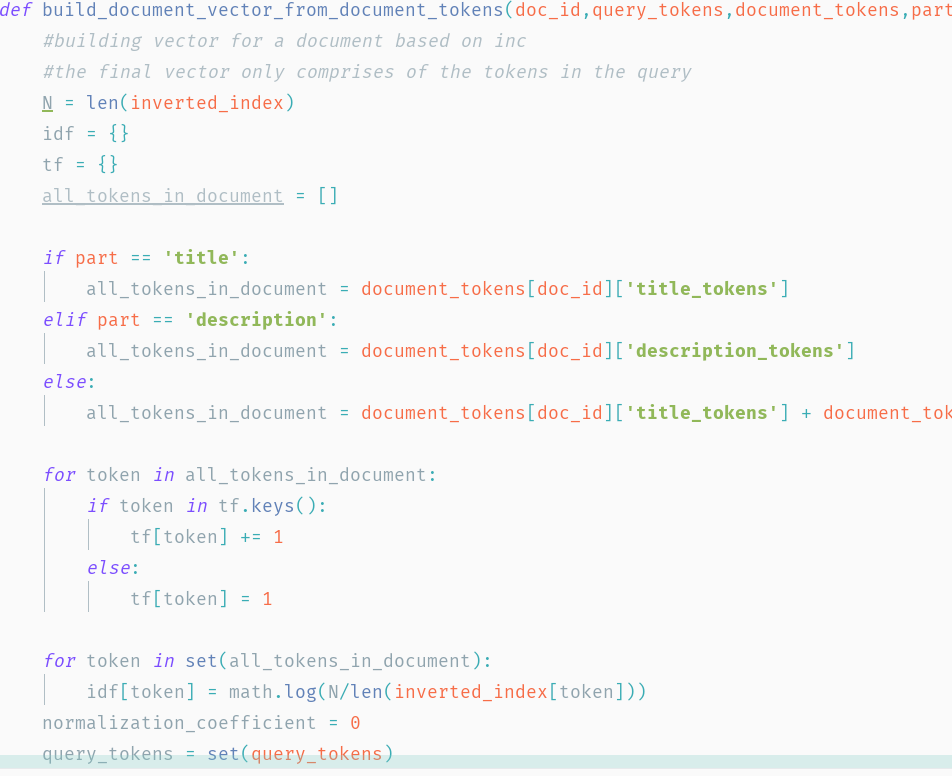 def build_document_vector_from_document_tokens(doc_id,query_tokens,document_tokens,part
#building vector for a document based on inc
#the final vector only comprises of the tokens in the query
N = len(inverted_index)
idf = {}
tf = {}
all_tokens_in_document = []
if part == 'title':
all_tokens_in_document = document_tokens[doc_id]['title_tokens']
elif part == 'description':
all_tokens_in_document = document_tokens[doc_id]['description_tokens']
else:
all_tokens_in_document = document_tokens[doc_id]['title_tokens'] + document_tok
for token in all_tokens_in_document:
if token in tf.keys():
tf[token] += 1
else:
tf[token] = 1
for token in set(all_tokens_in_document):
idf[token] = math.log(N/len(inverted_index[token]))
normalization_coefficient = 0
query_tokens = set(query_tokens)